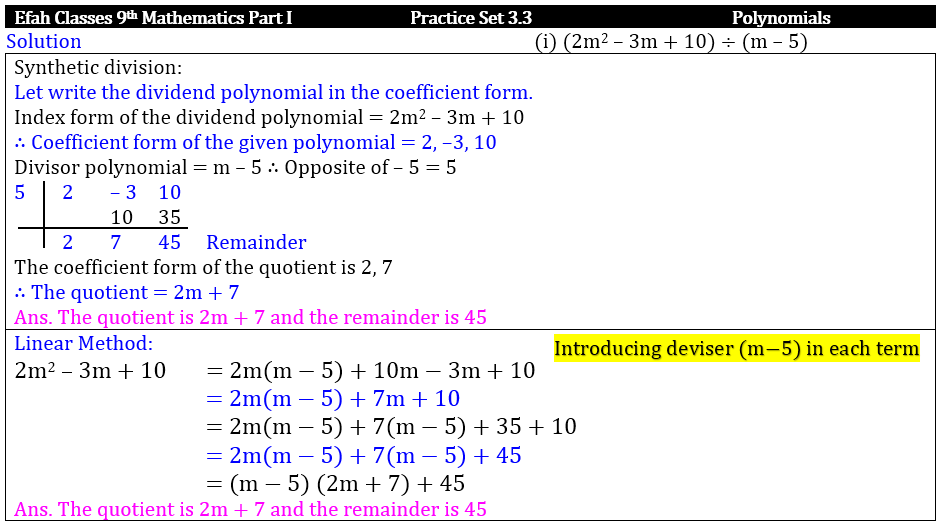 Efah Classes 9th Mathematics Part I Practice Set 3.3 Polynomials
Solution (i) (2m² – 3m + 10) ÷ (m – 5)
Synthetic division:
Let write the dividend polynomial in the coefficient form.
Index form of the dividend polynomial = 2m² – 3m + 10
∴ Coefficient form of the given polynomial = 2, –3, 10
Divisor polynomial = m – 5 ∴ Opposite of – 5 = 5
5 2 – 3 10
10 35
2 7 45 Remainder
The coefficient form of the quotient is 2, 7
∴ The quotient = 2m + 7
Ans. The quotient is 2m + 7 and the remainder is 45
Linear Method:
Introducing deviser (m−5) in each term
2m² – 3m + 10 = 2m(m − 5) + 10m − 3m + 10
= 2m(m − 5) + 7m + 10
= 2m(m − 5) + 7(m − 5) + 35 + 10
= 2m(m − 5) + 7(m − 5) + 45
= (m − 5) (2m + 7) + 45
Ans. The quotient is 2m + 7 and the remainder is 45